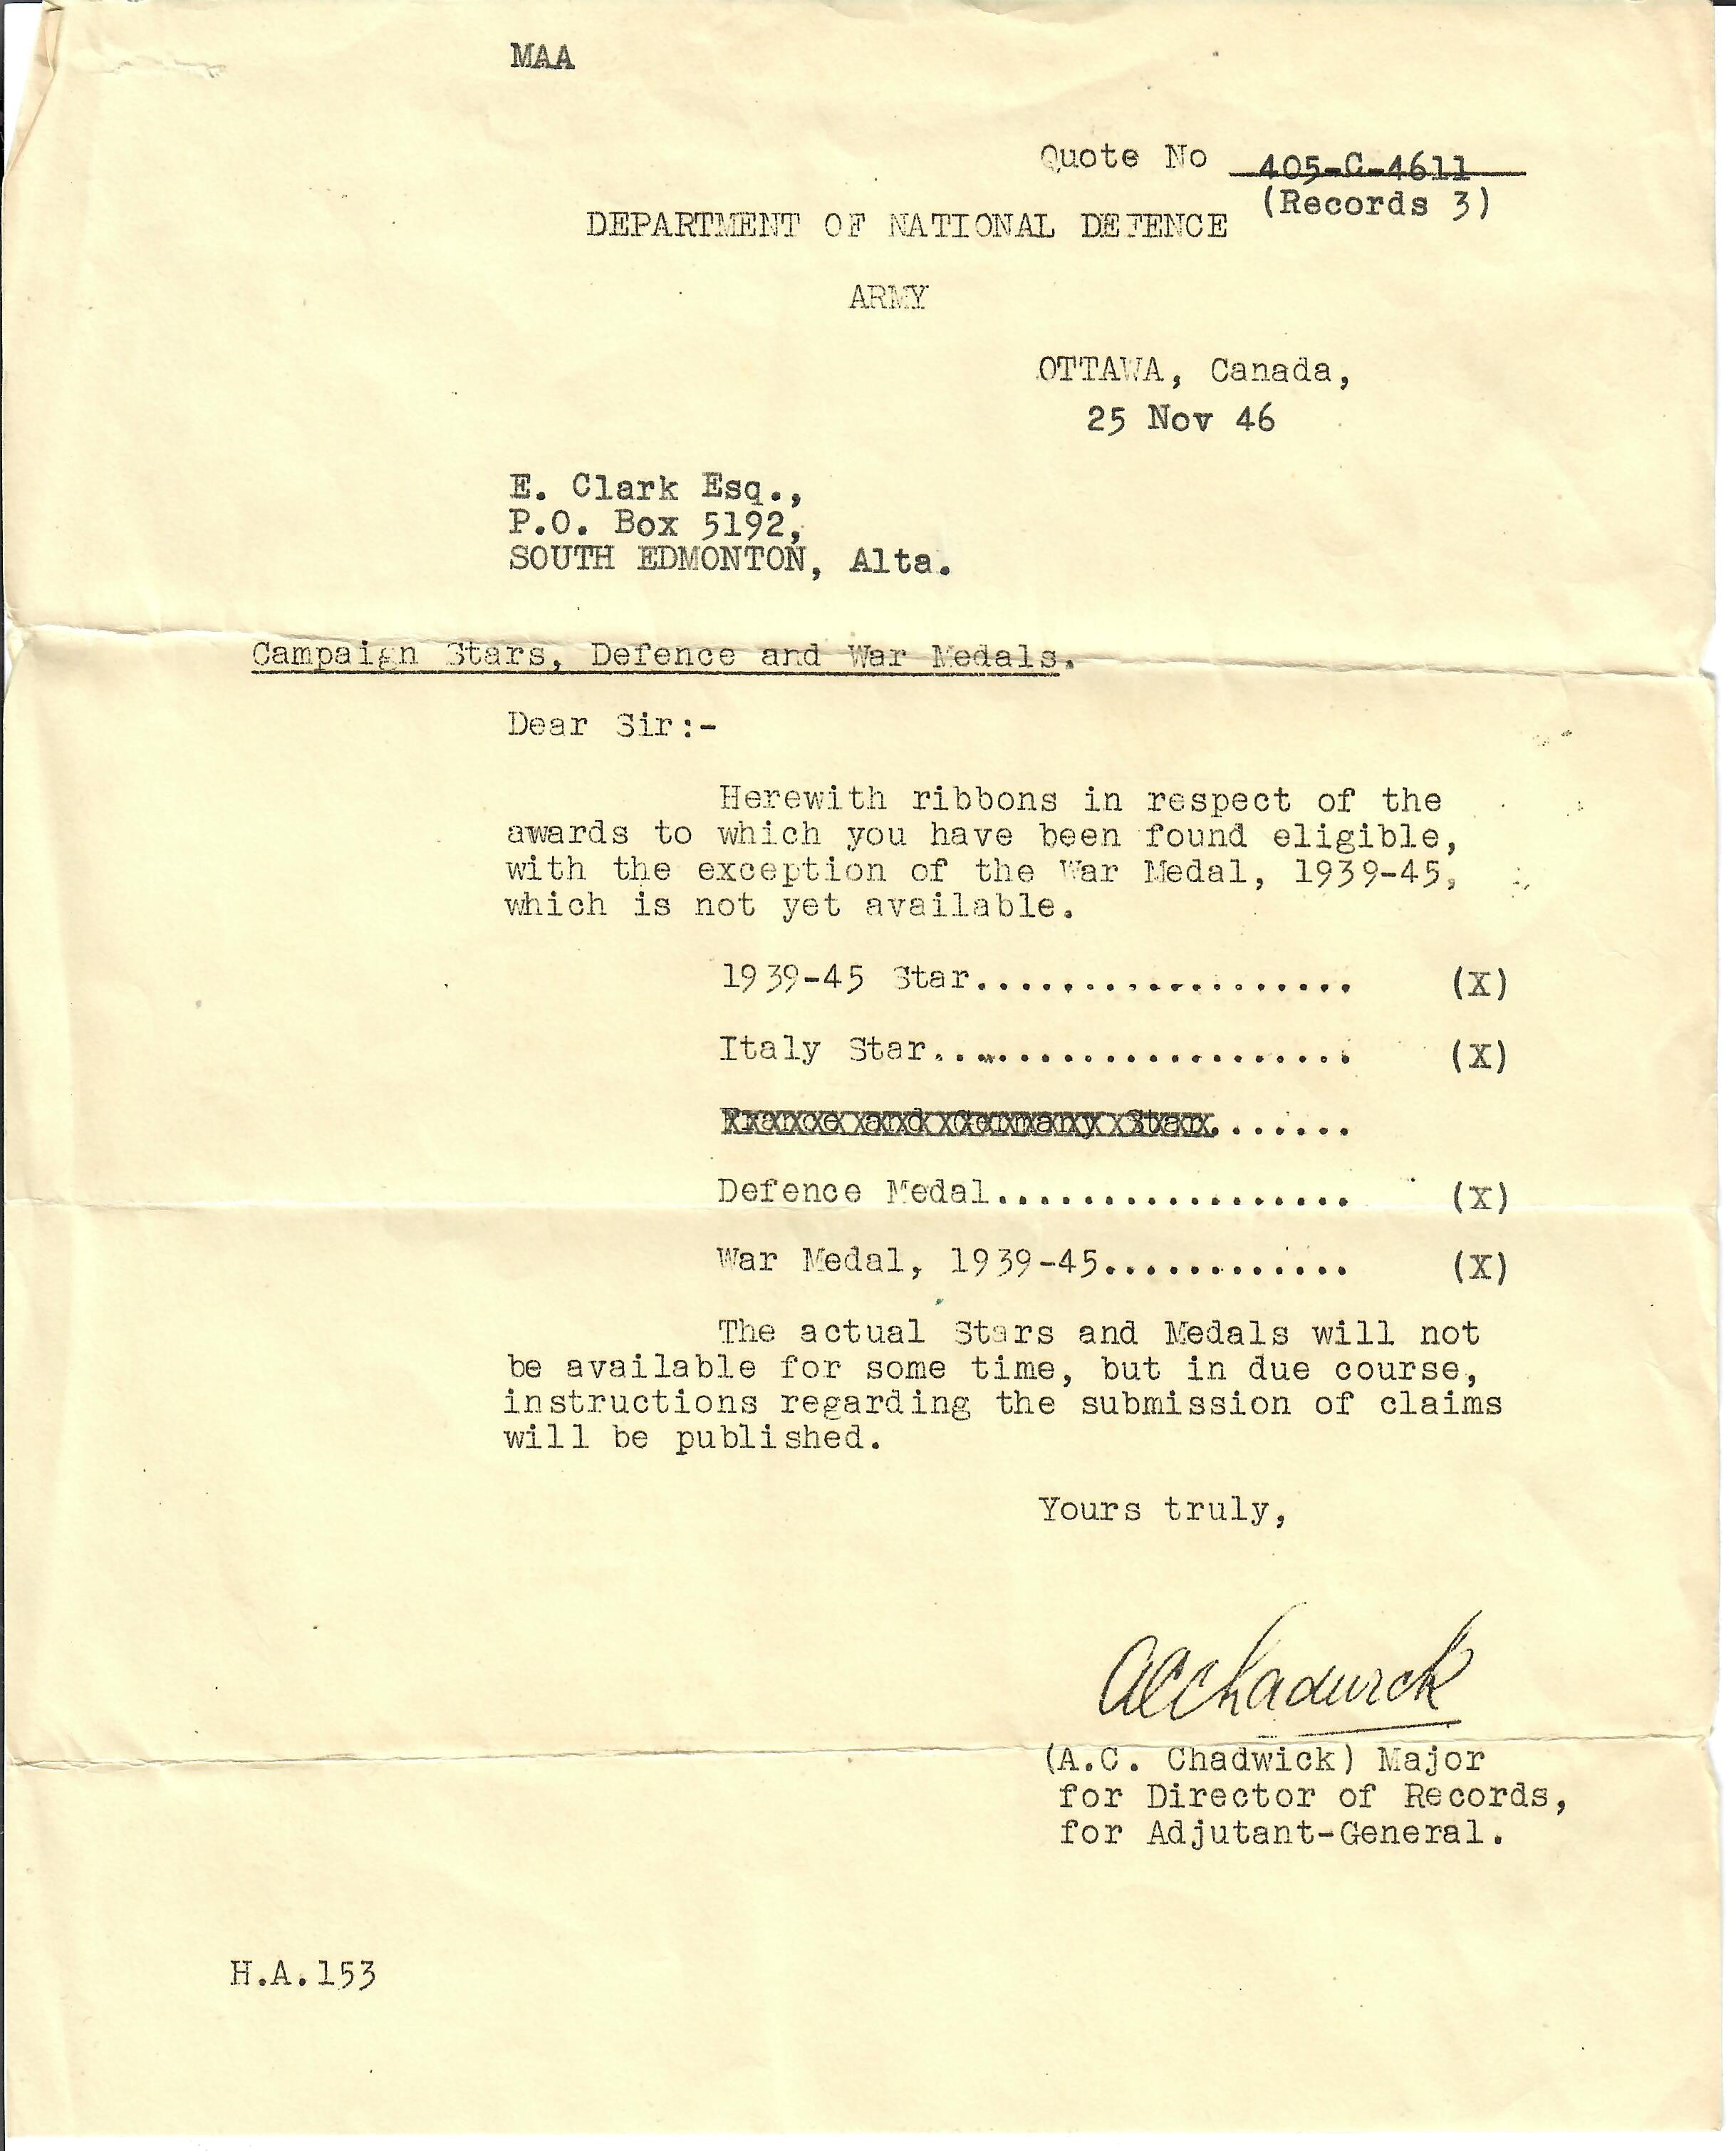 MAA
Quote No 405-C-4611
(Records 3)
DEPARTMENT OF NATIONAL DEFENCE
ARMY
OTTAWA, Canada,
25 Nov 46
E. Clark Esq.,
P.O. Box 5192,
SOUTH EDMONTON, Alta.
Campaign Stars, Defence and War Medals.
Dear Sir:-
Herewith ribbons in respect of the
awards to which you have been found eligible,
with the exception of the War Medal, 1939-45,
which is not yet available.
1939-45 Star.................. (X)
Italy Star.................... (X)
France and Germany Star.......
Defence Medal................. (X)
War Medal, 1939-45............ (X)
The actual Stars and Medals will not
be available for some time, but in due course,
instructions regarding the submission of claims
will be published.
Yours truly,
A C Chadwick
(A.C. Chadwick) Major
for Director of Records,
for Adjutant-General.
H.A.153